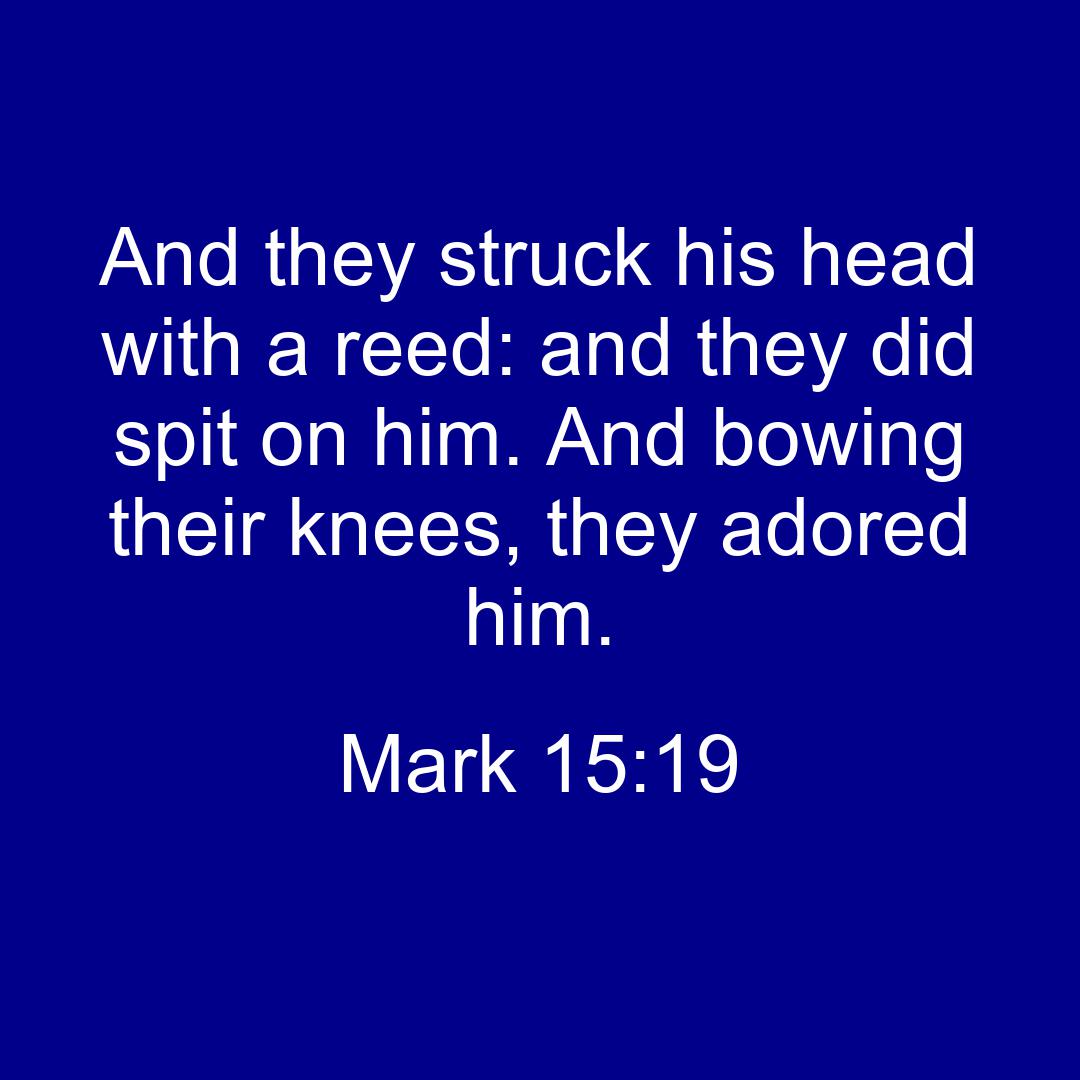 And they struck his head
with a reed: and they did
spit on him. And bowing
their knees, they adored
him.
Mark 15:19